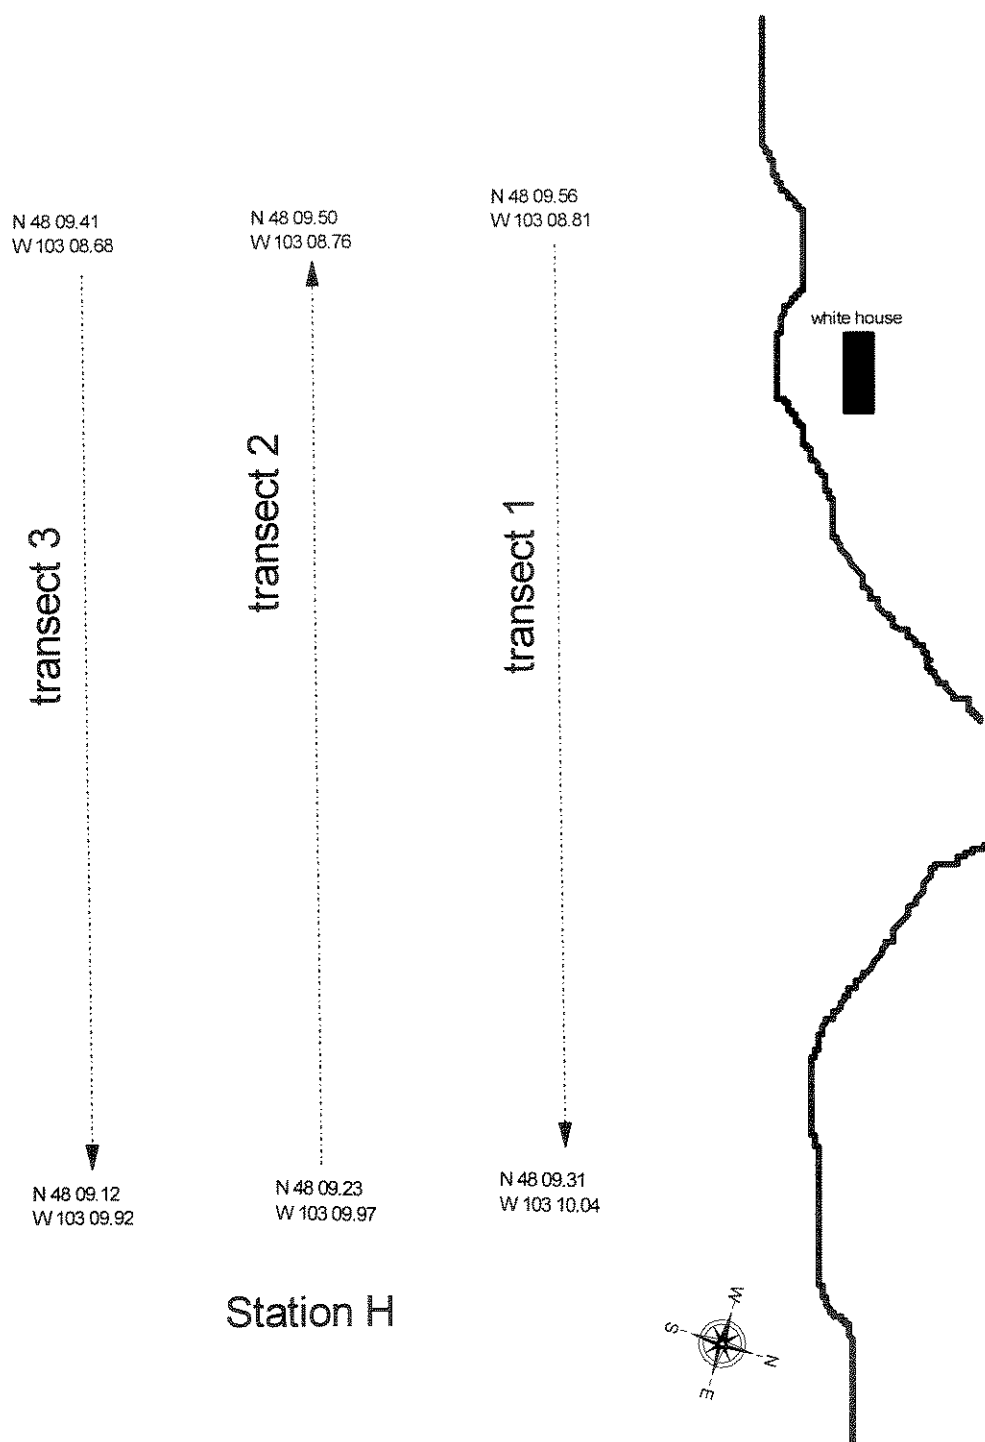 N 48 09.41
W 103 08.68
N 48 09.50
W 103 08.76
N 48 09.56
W 103 08.81
white house
transect 3
transect 2
transect 1
N 48 09.12
W 103 09.92
N 48 09.23
W 103 09.97
N 48 09.31
W 103 10.04
Station H
W
S
N
E